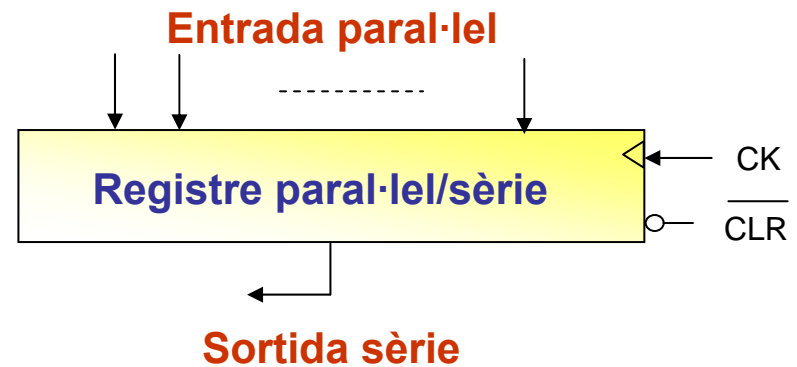 Entrada paral·lel
Registre paral·lel/sèrie
CK
CLR
Sortida sèrie